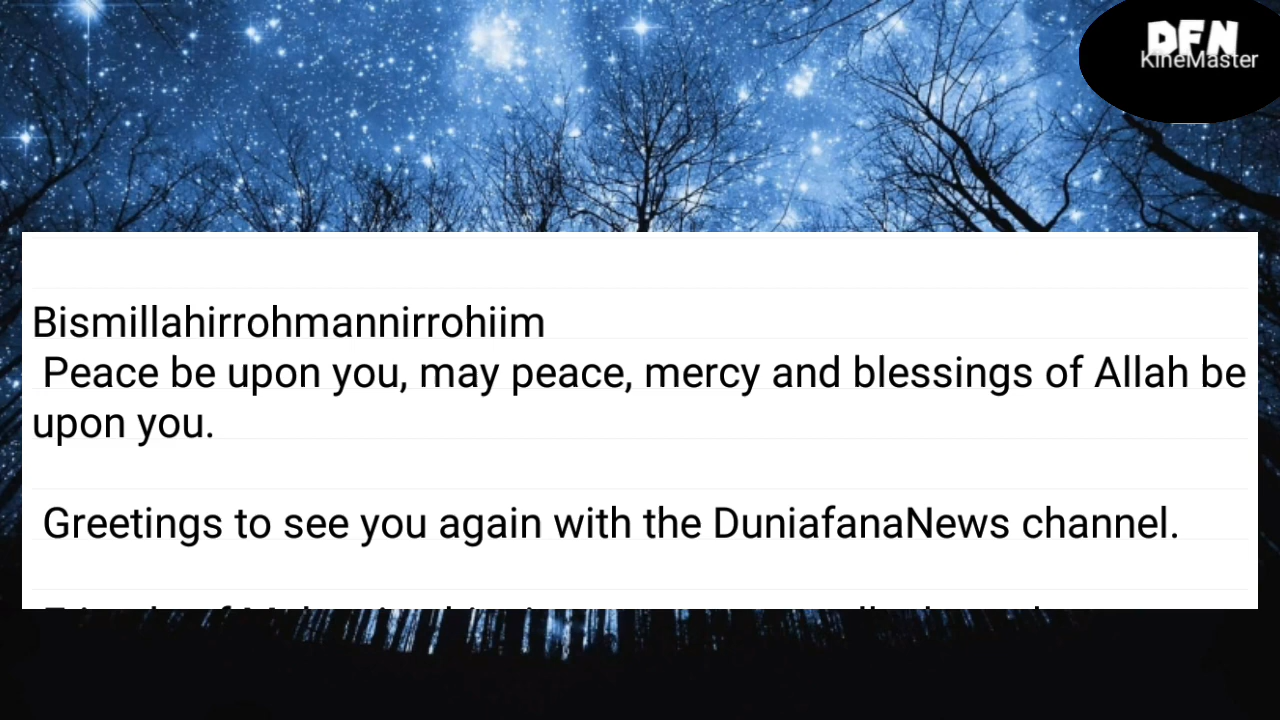 DFN
KineMaster
Bismillahirrohmannirrohiim
Peace be upon you, may peace, mercy and blessings of Allah be
upon you.
Greetings to see you again with the DuniafanaNews channel.